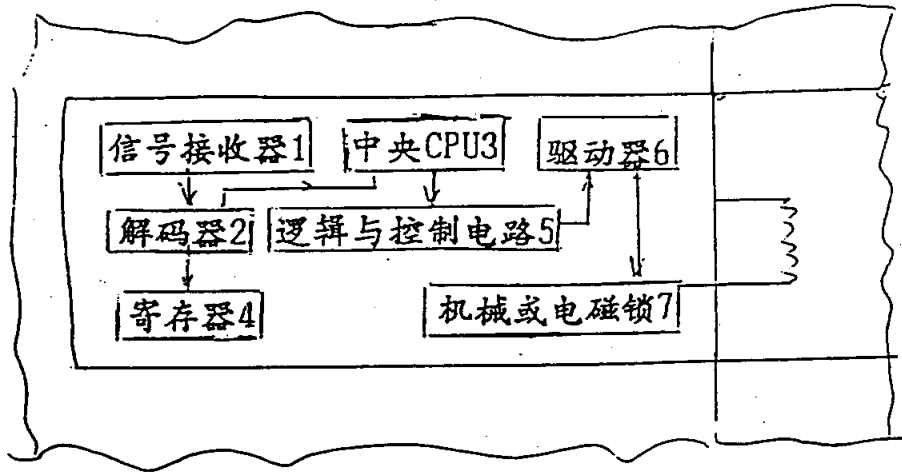 信号接收器1
中央CPU3
驱动器6
解码器2
逻辑与控制电路5
寄存器4
机械或电磁锁7